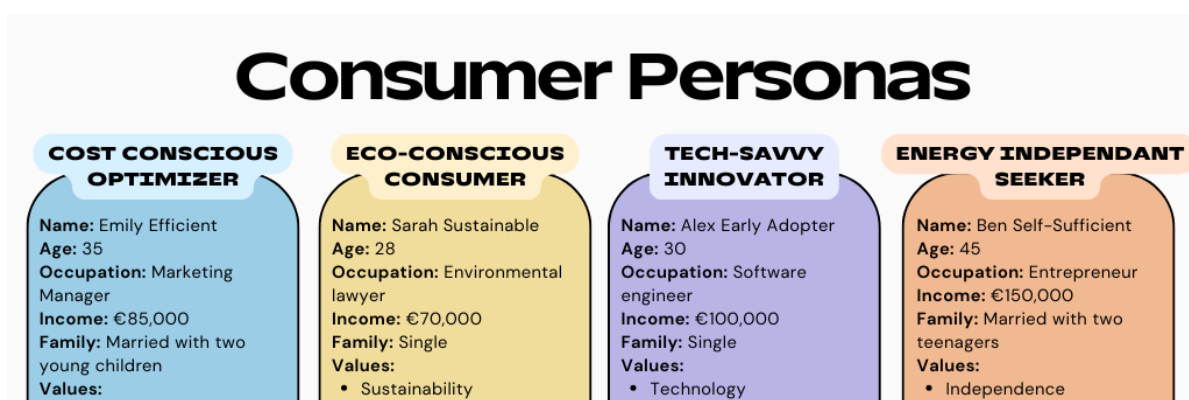 Consumer Personas
COST CONSCIOUS
OPTIMIZER
Name: Emily Efficient
Age: 35
Occupation: Marketing
Manager
Income: €85,000
Family: Married with two
young children
Values:
ECO-CONSCIOUS
CONSUMER
Name: Sarah Sustainable
Age: 28
Occupation: Environmental
lawyer
Income: €70,000
Family: Single
Values:
• Sustainability
TECH-SAVVY
INNOVATOR
Name: Alex Early Adopter
Age: 30
Occupation: Software
engineer
Income: €100,000
Family: Single
Values:
• Technology
ENERGY INDEPENDANT
SEEKER
Name: Ben Self-Sufficient
Age: 45
Occupation: Entrepreneur
Income: €150,000
Family: Married with two
teenagers
Values:
• Independence